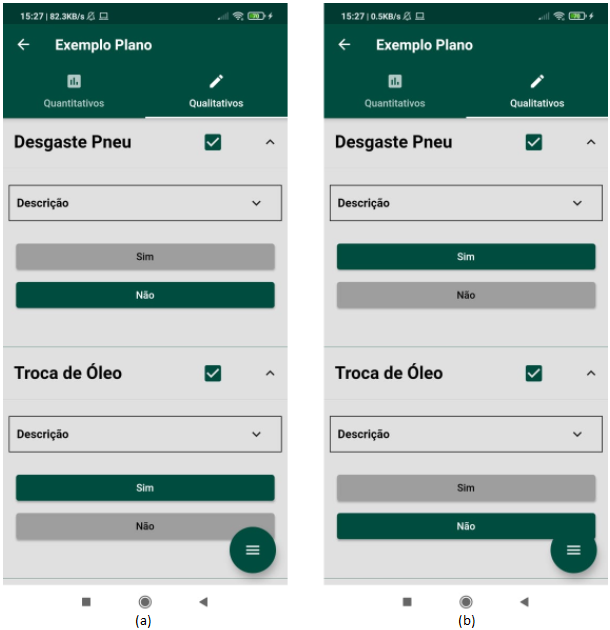 15:27 | 82.3KB/s
Exemplo Plano
Quantitativos
Qualitativos
Desgaste Pneu
Descrição
Sim
Não
Troca de Óleo
Descrição
Sim
Não
(a)
15:27 | 0.5KB/s
Exemplo Plano
Quantitativos
Qualitativos
Desgaste Pneu
Descrição
Sim
Não
Troca de Óleo
Descrição
Sim
Não
(b)